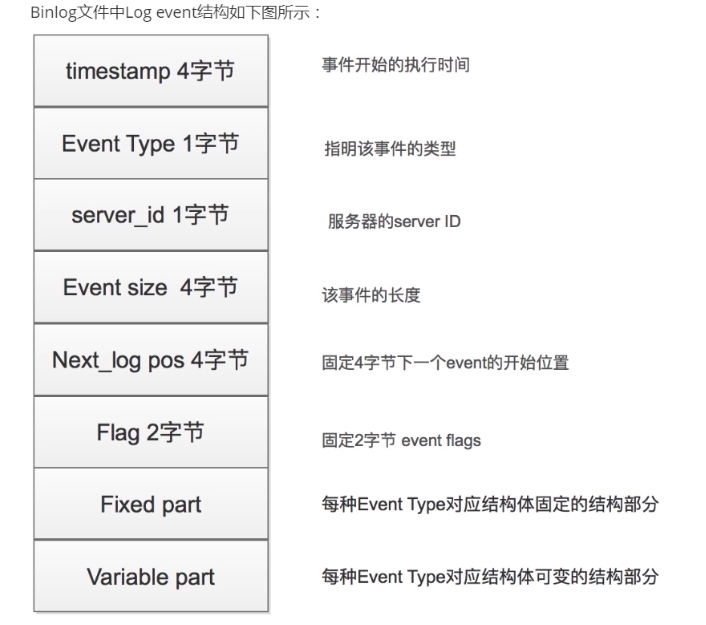 Binlog文件中Log event结构如下图所示：
timestamp 4字节 事件开始的执行时间
Event Type 1字节 指明该事件的类型
server_id 1字节 服务器的server ID
Event size 4字节 该事件的长度
Next_log pos 4字节 固定4字节下一个event的开始位置
Flag 2字节 固定2字节 event flags
Fixed part 每种Event Type对应结构体固定的结构部分
Variable part 每种Event Type对应结构体可变的结构部分